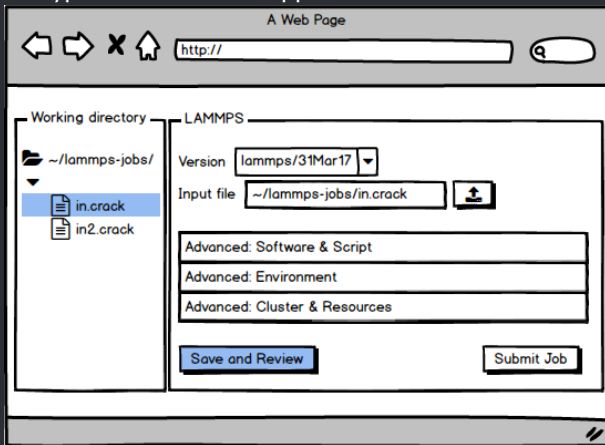 A Web Page
http://
Working directory
~/lammps-jobs/
in.crack
in2.crack
LAMMPS
Version lammps/31Mar17
Input file ~/lammps-jobs/in.crack
Advanced: Software & Script
Advanced: Environment
Advanced: Cluster & Resources
Save and Review Submit Job